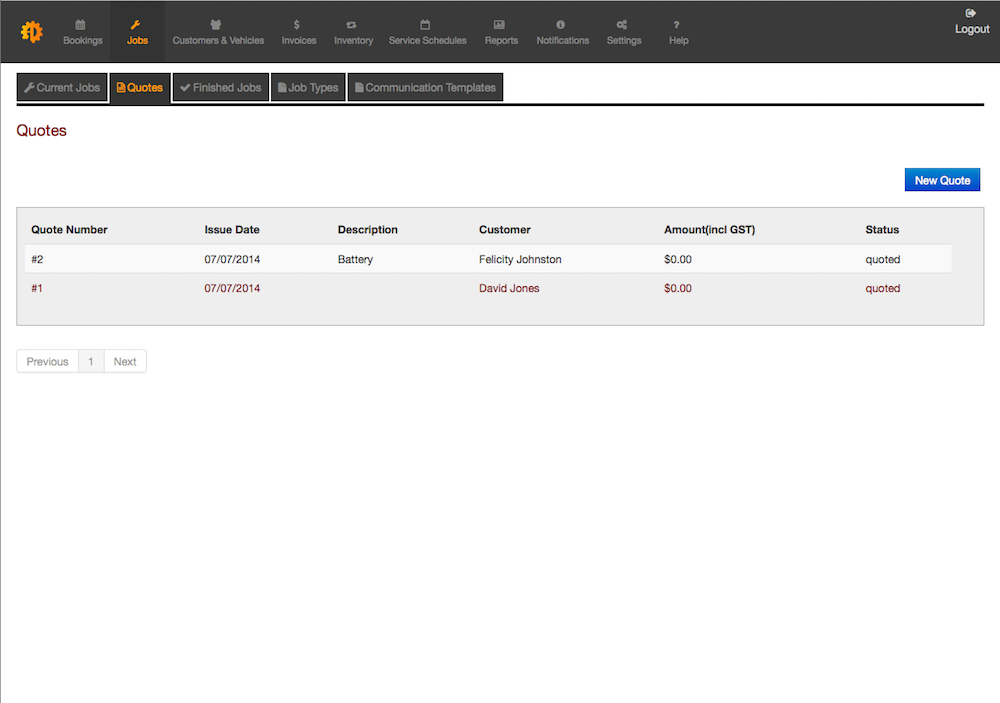 Bookings Jobs Customers & Vehicles $ Invoices Inventory Service Schedules Reports Notifications Settings ? Help Logout
Current Jobs Quotes Finished Jobs Job Types Communication Templates
Quotes
New Quote
Quote Number Issue Date Description Customer Amount(incl GST) Status
#2 07/07/2014 Battery Felicity Johnston $0.00 quoted
#1 07/07/2014 David Jones $0.00 quoted
Previous 1 Next